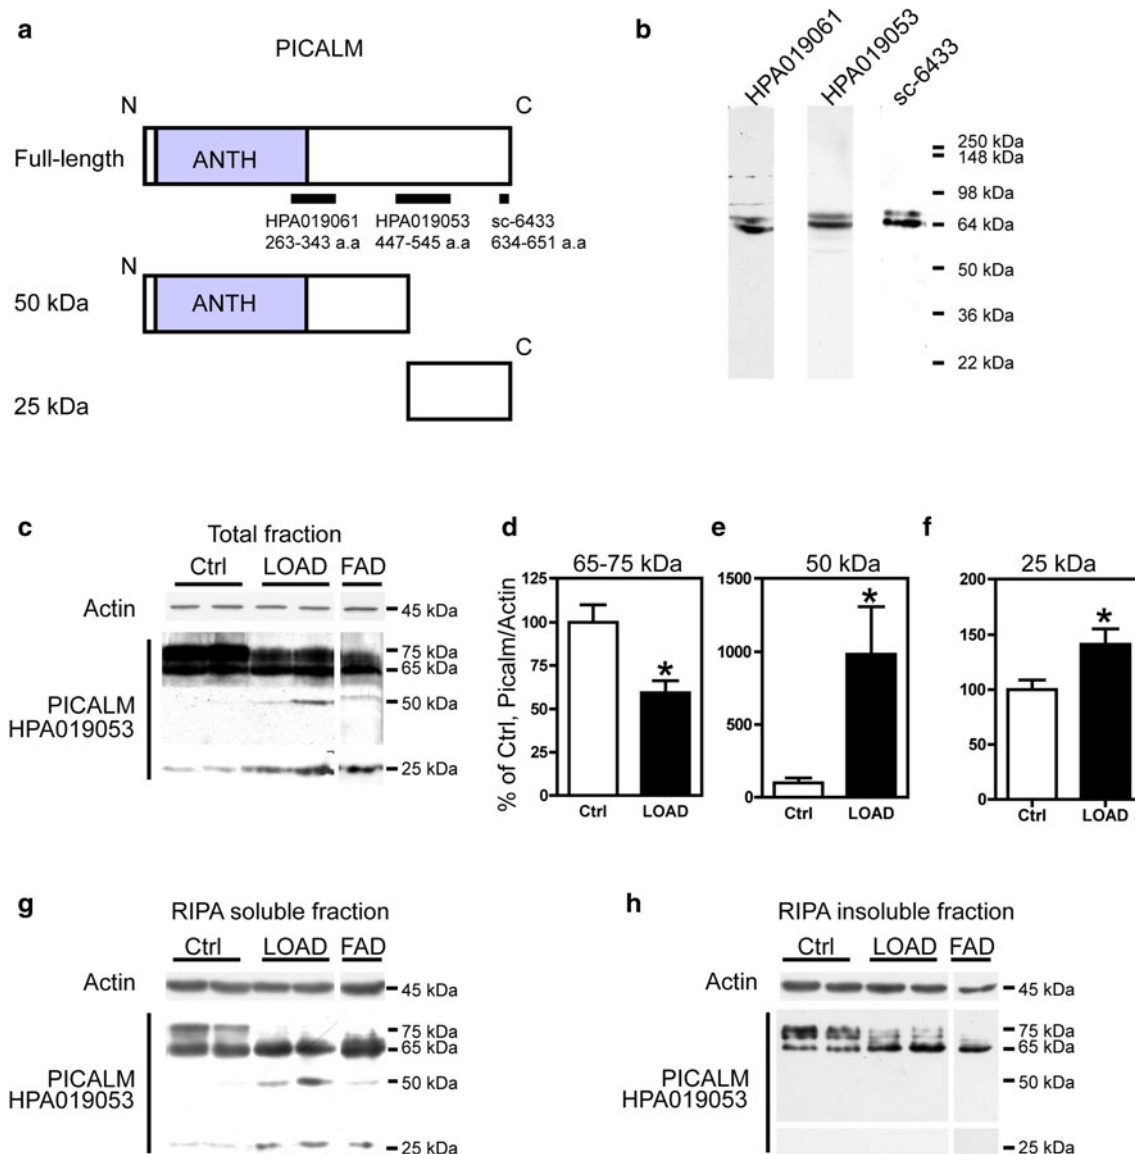 a
PICALM
N
C
Full-length
ANTH
HPA019061
263-343 a.a
HPA019053
447-545 a.a
sc-6433
634-651 a.a
N
50 kDa
ANTH
C
25 kDa
b
HPA019061
HPA019053
sc-6433
250 kDa
148 kDa
98 kDa
64 kDa
50 kDa
36 kDa
22 kDa
c
Total fraction
Ctrl LOAD FAD
Actin
45 kDa
75 kDa
65 kDa
50 kDa
25 kDa
PICALM
HPA019053
d
65-75 kDa
% of Ctrl, Picalm/Actin
125
100
75
50
25
0
*
Ctrl LOAD
e
50 kDa
1500
1000
500
0
*
Ctrl LOAD
f
25 kDa
200
150
100
50
0
*
Ctrl LOAD
g
RIPA soluble fraction
Ctrl LOAD FAD
Actin
45 kDa
75 kDa
65 kDa
50 kDa
25 kDa
PICALM
HPA019053
h
RIPA insoluble fraction
Ctrl LOAD FAD
Actin
45 kDa
75 kDa
65 kDa
50 kDa
25 kDa
PICALM
HPA019053